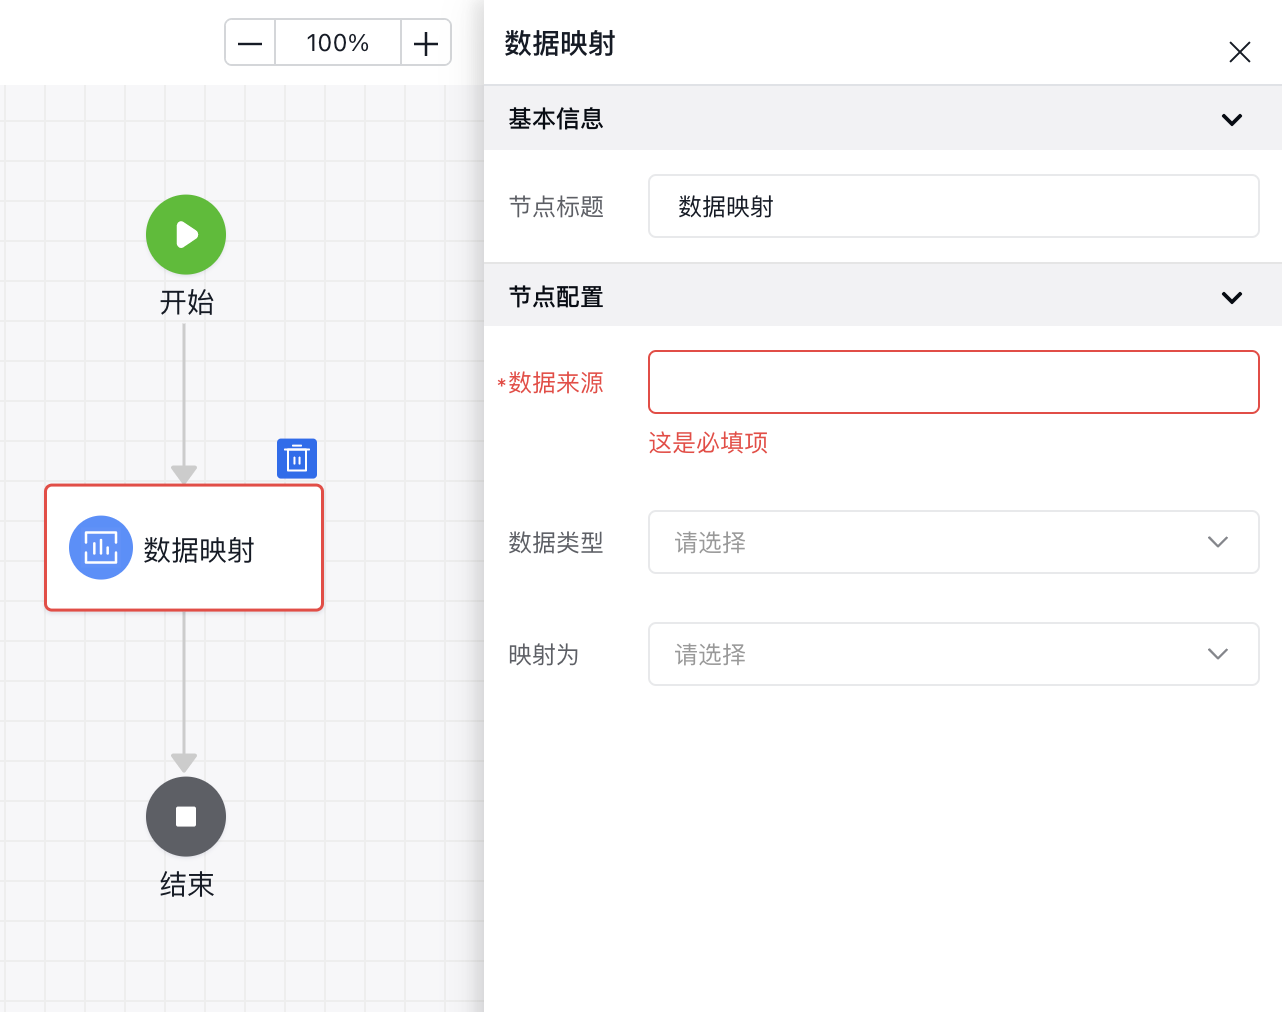 100%
开始
数据映射
结束
数据映射
基本信息
节点标题
数据映射
节点配置
*数据来源
这是必填项
数据类型
请选择
映射为
请选择